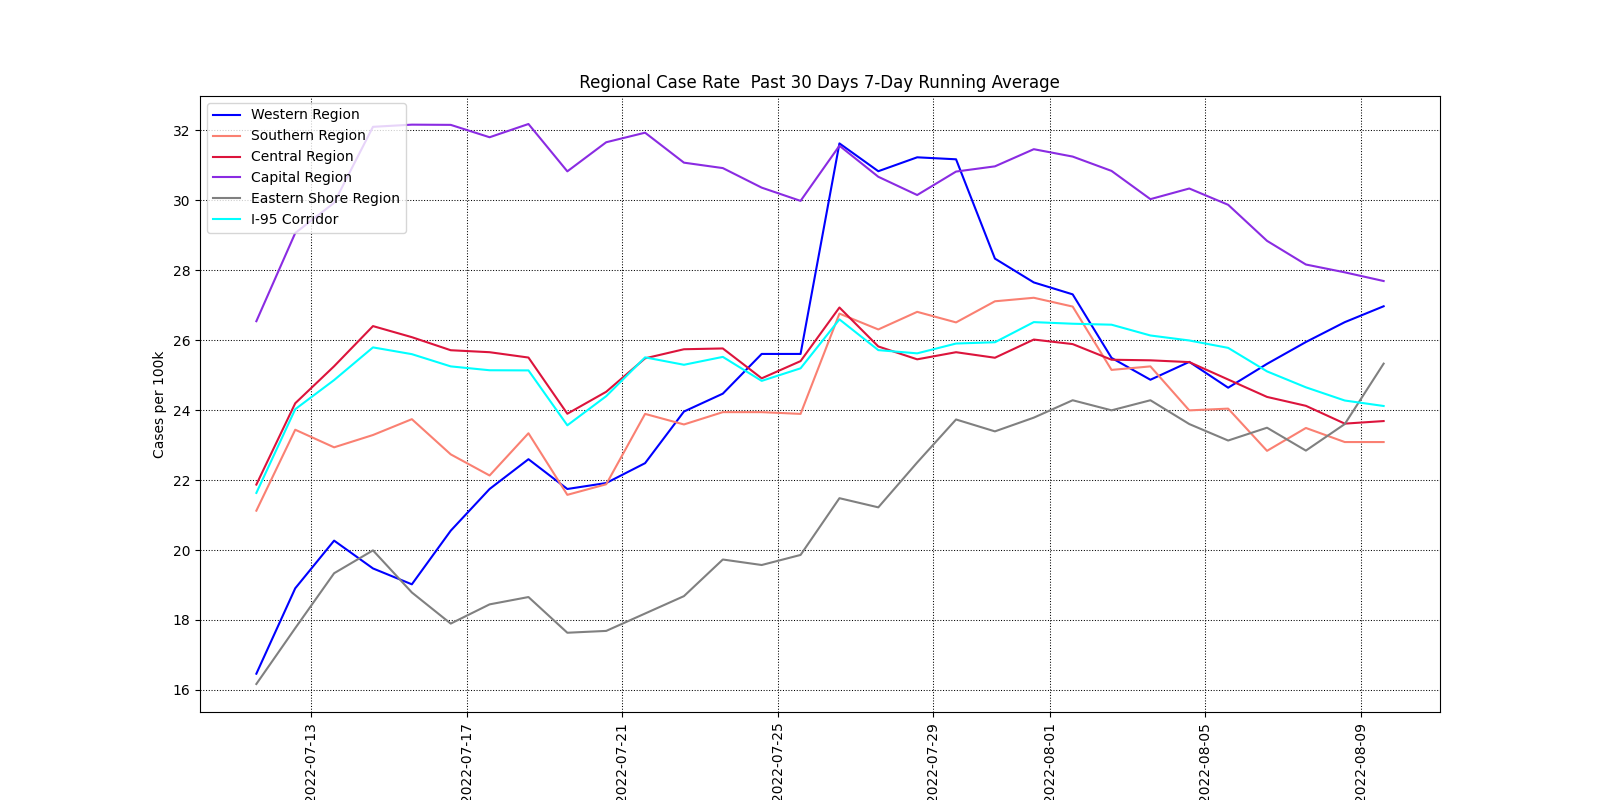 Regional Case Rate  Past 30 Days 7-Day Running Average
Western Region
Southern Region
Central Region
Capital Region
Eastern Shore Region
I-95 Corridor
Cases per 100k
32
30
28
26
24
22
20
18
16
2022-07-13
2022-07-17
2022-07-21
2022-07-25
2022-07-29
2022-08-01
2022-08-05
2022-08-09